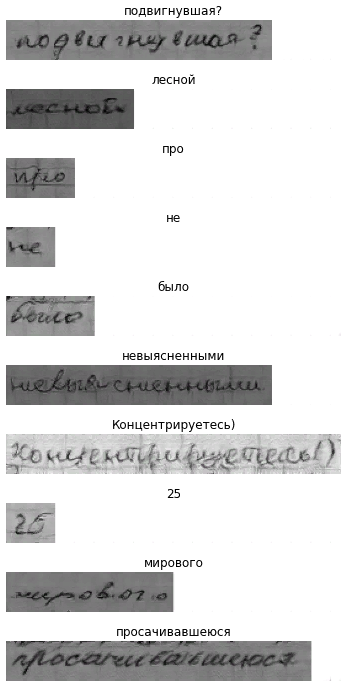 подвигнувшая?
подвигнувшая?
лесной
лесной
про
про
не
не
было
было
невыясненными
невыясненными
Концентрируетесь)
Концентрируетесь!)
25
25
мирового
мирового
просачивавшеюся
просачивавшеюся